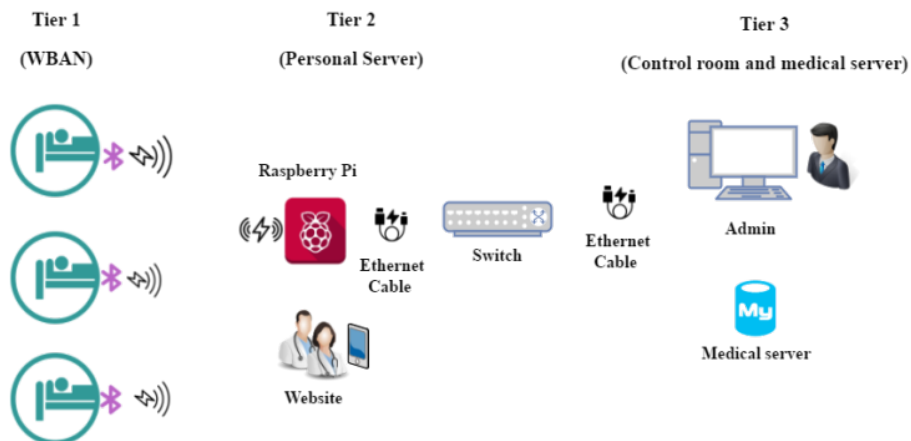 Tier 1
(WBAN)
Tier 2
(Personal Server)
Tier 3
(Control room and medical server)
Raspberry Pi
Ethernet
Cable
Switch
Ethernet
Cable
Admin
My
Medical server
Website